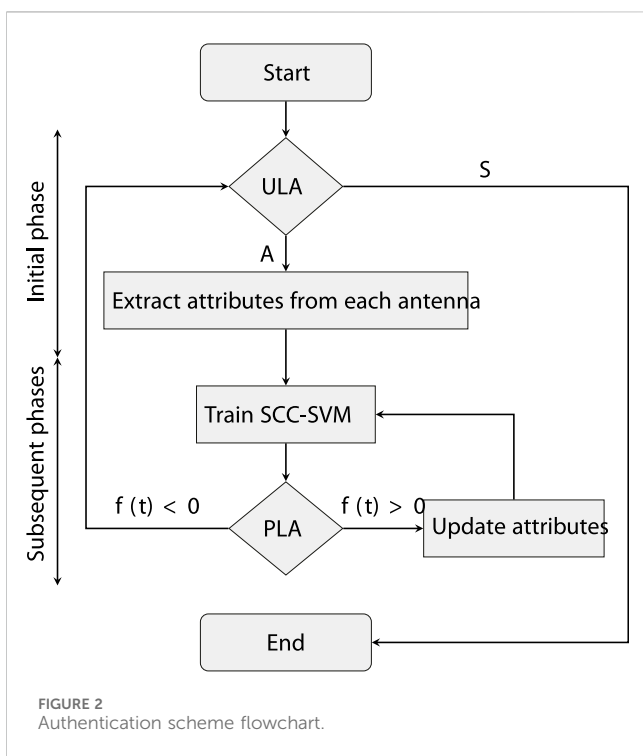 Start
ULA
S
A
Initial phase
Extract attributes from each antenna
Subsequent phases
Train SCC-SVM
f (t) < 0
PLA
f (t) > 0
Update attributes
End
FIGURE 2
Authentication scheme flowchart.